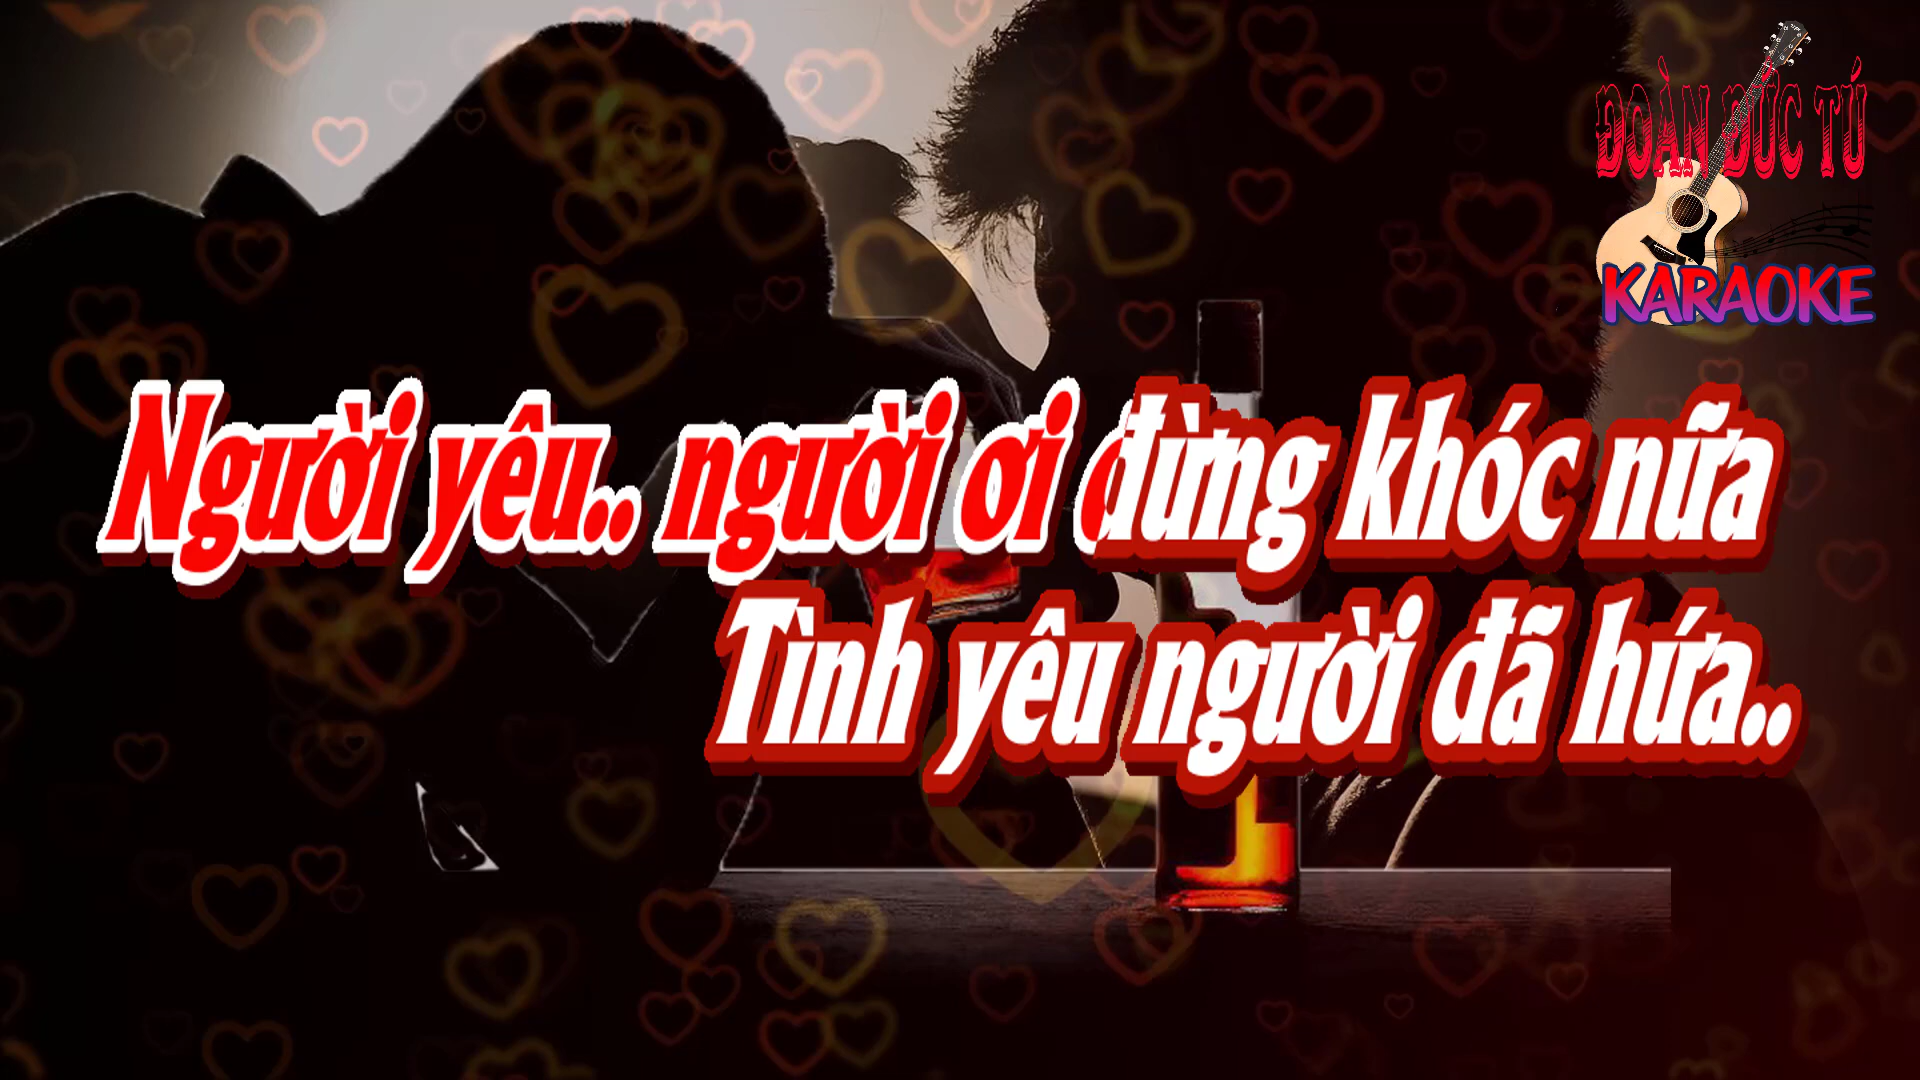 ĐOÀN ĐỨC TÚ
KARAOKE
Người yêu.. người ơi đừng khóc nữa
Tình yêu người đã hứa..